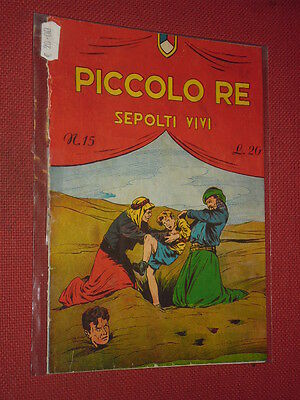 PICCOLO RE
SEPOLTI VIVI
N. 15
L. 20